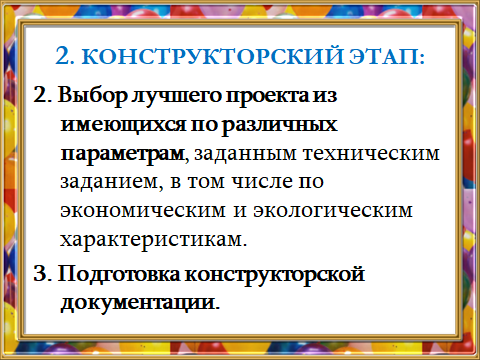 2. КОНСТРУКТОРСКИЙ ЭТАП:
2. Выбор лучшего проекта из
имеющихся по различных
параметрам, заданным техническим
заданием, в том числе по
экономическим и экологическим
характеристикам.
3. Подготовка конструкторской
документации.